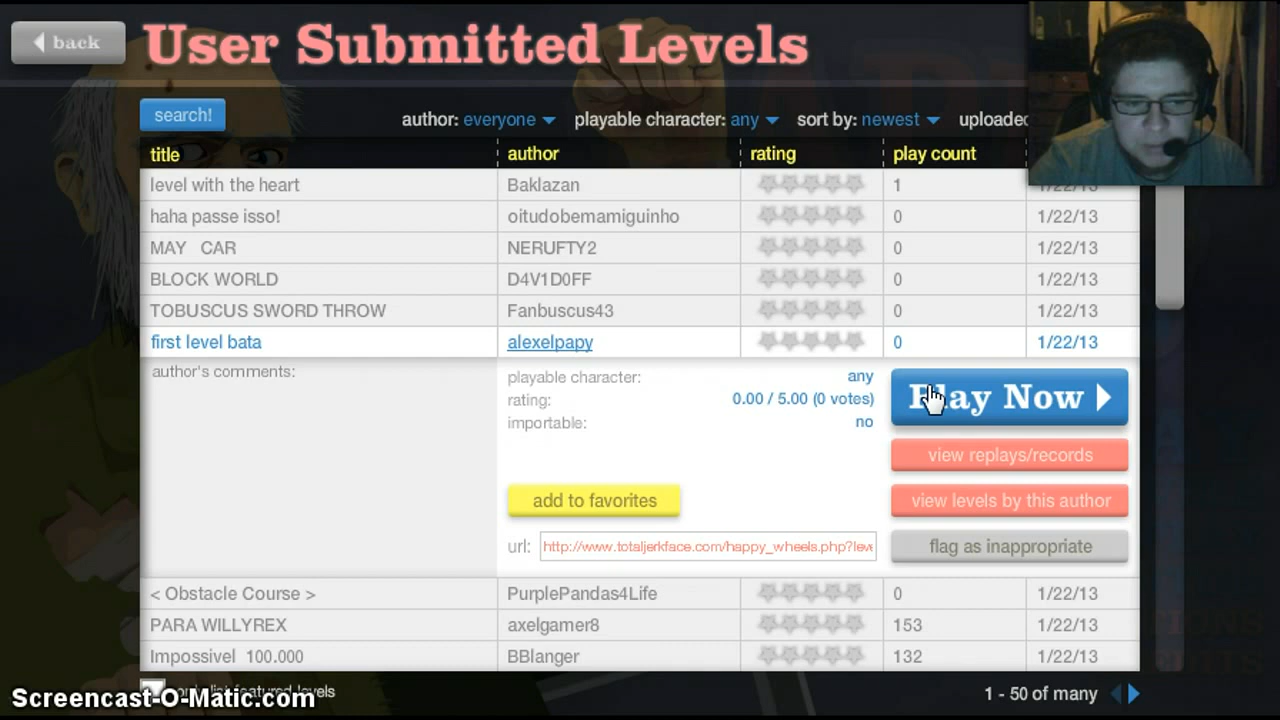 back
User Submitted Levels
search!
author: everyone playable character: any sort by: newest uploaded
title author rating play count
level with the heart Baklazan 1 1/22/13
haha passe isso! oitudobemamiguinho 0 1/22/13
MAY CAR NERUFTY2 0 1/22/13
BLOCK WORLD D4V1D0FF 0 1/22/13
TOBUSCUS SWORD THROW Fanbuscus43 0 1/22/13
first level bata alexelpapy 0 1/22/13
author's comments:
playable character: any
rating: 0.00 / 5.00 (0 votes)
importable: no
Play Now
view replays/records
add to favorites
view levels by this author
url: http://www.totaljerkface.com/happy_wheels.php?leve
flag as inappropriate
< Obstacle Course > PurplePandas4Life 0 1/22/13
PARA WILLYREX axelgamer8 153 1/22/13
Impossivel 100.000 BBlanger 132 1/22/13
featured levels
1 - 50 of many
Screencast-O-Matic.com